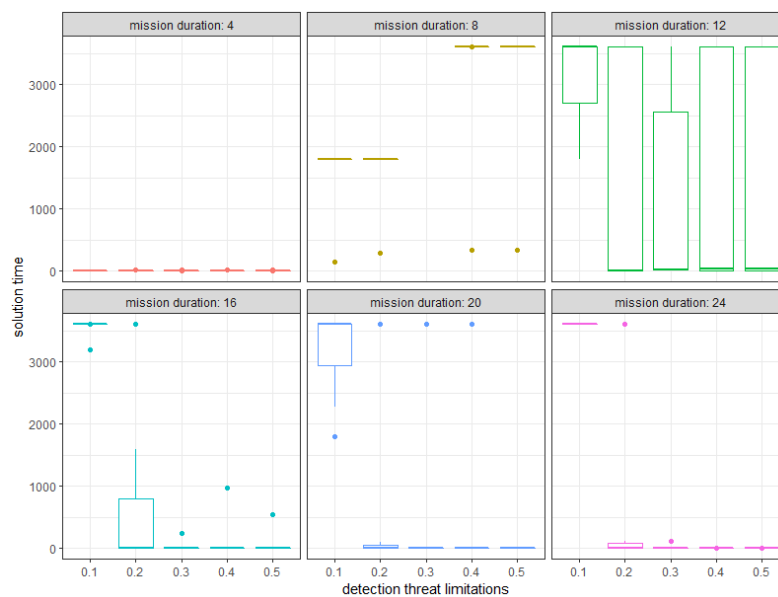 mission duration: 4
mission duration: 8
mission duration: 12
3000
2000
1000
0
solution time
mission duration: 16
mission duration: 20
mission duration: 24
3000
2000
1000
0
0.1 0.2 0.3 0.4 0.5
0.1 0.2 0.3 0.4 0.5
0.1 0.2 0.3 0.4 0.5
detection threat limitations